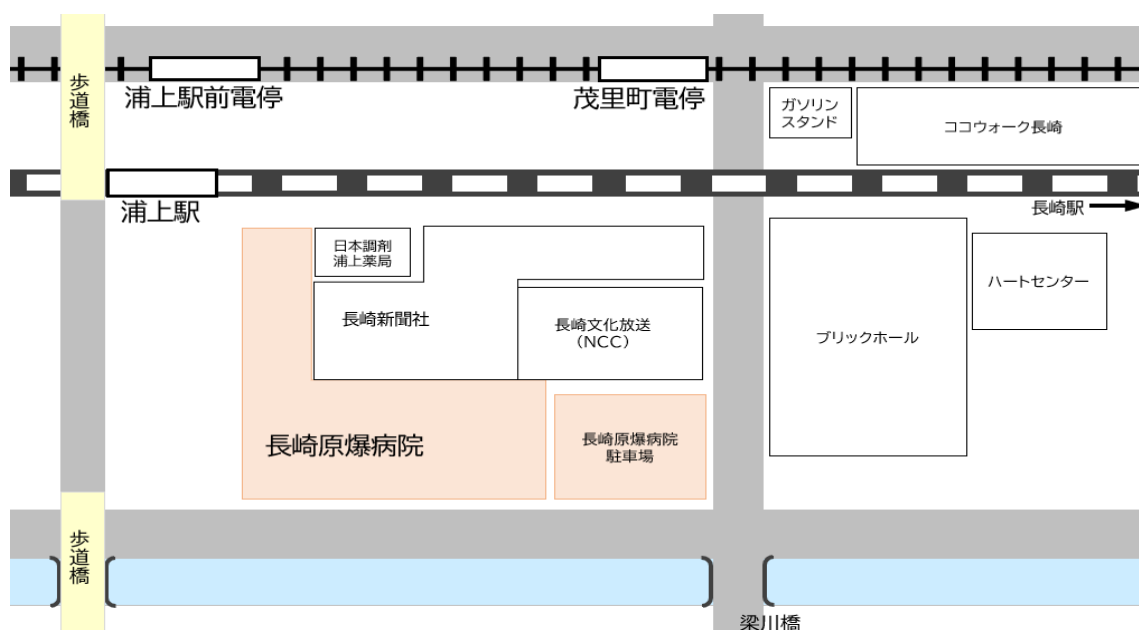 歩道橋
浦上駅前電停
茂里町電停
ガソリン
スタンド
ココウォーク長崎
浦上駅
長崎駅
日本調剤
浦上薬局
長崎新聞社
長崎文化放送
(NCC)
ブリックホール
ハートセンター
長崎原爆病院
長崎原爆病院
駐車場
歩道橋
梁川橋